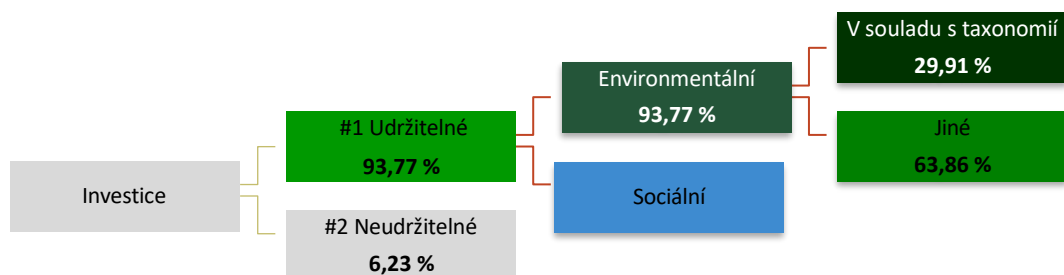 Investice
#1 Udržitelné
93,77 %
#2 Neudržitelné
6,23 %
Environmentální
93,77 %
Sociální
V souladu s taxonomií
29,91 %
Jiné
63,86 %